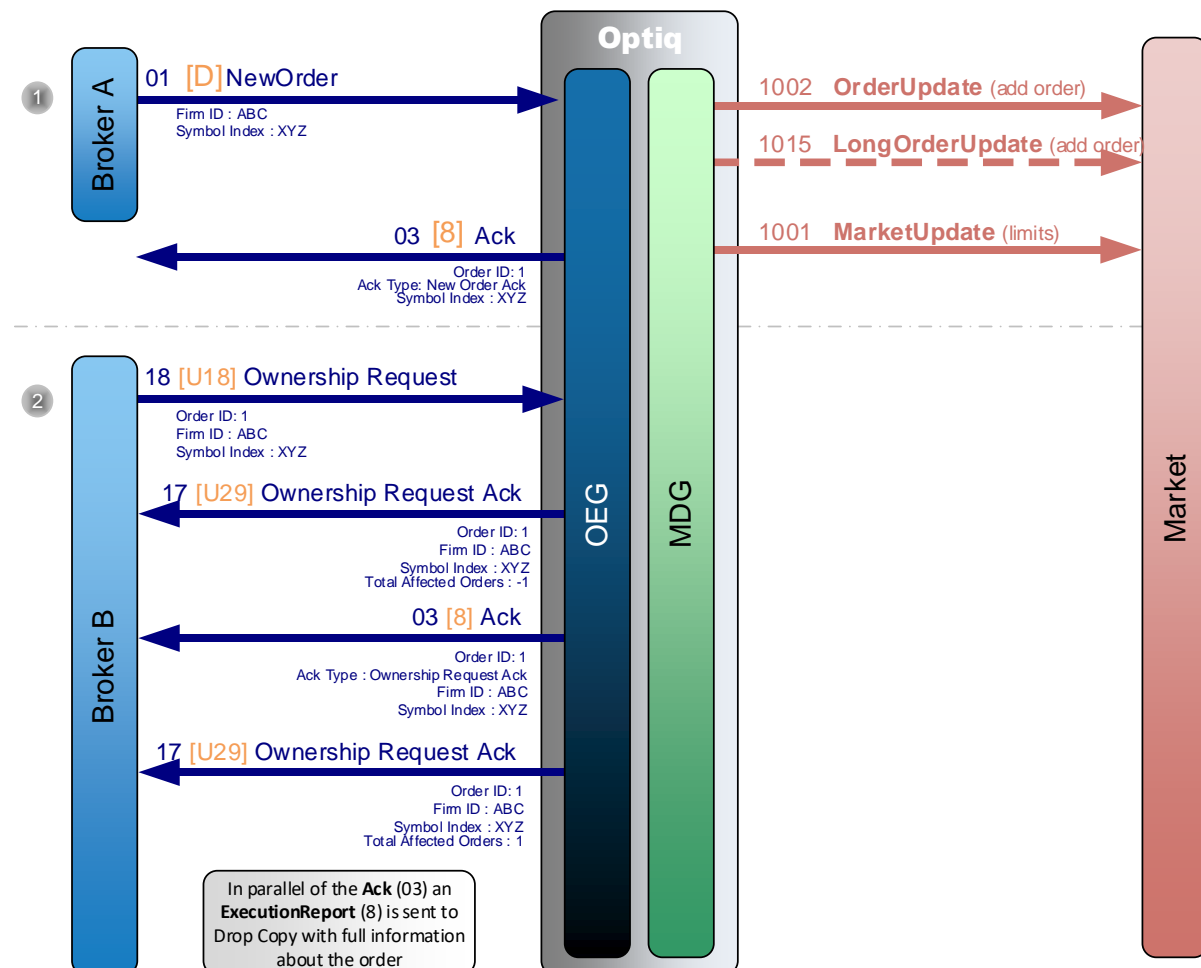 Optiq
1
Broker A
01 [D] NewOrder
Firm ID : ABC
Symbol Index : XYZ
1002 OrderUpdate (add order)
1015 LongOrderUpdate (add order)
03 [8] Ack
Order ID: 1
Ack Type: New Order Ack
Symbol Index : XYZ
1001 MarketUpdate (limits)
2
Broker B
18 [U18] Ownership Request
Order ID: 1
Firm ID : ABC
Symbol Index : XYZ
17 [U29] Ownership Request Ack
Order ID: 1
Firm ID : ABC
Symbol Index : XYZ
Total Affected Orders : -1
OEG
MDG
Market
03 [8] Ack
Order ID: 1
Ack Type : Ownership Request Ack
Firm ID : ABC
Symbol Index : XYZ
17 [U29] Ownership Request Ack
Order ID: 1
Firm ID : ABC
Symbol Index : XYZ
Total Affected Orders : 1
In parallel of the Ack (03) an
ExecutionReport (8) is sent to
Drop Copy with full information
about the order